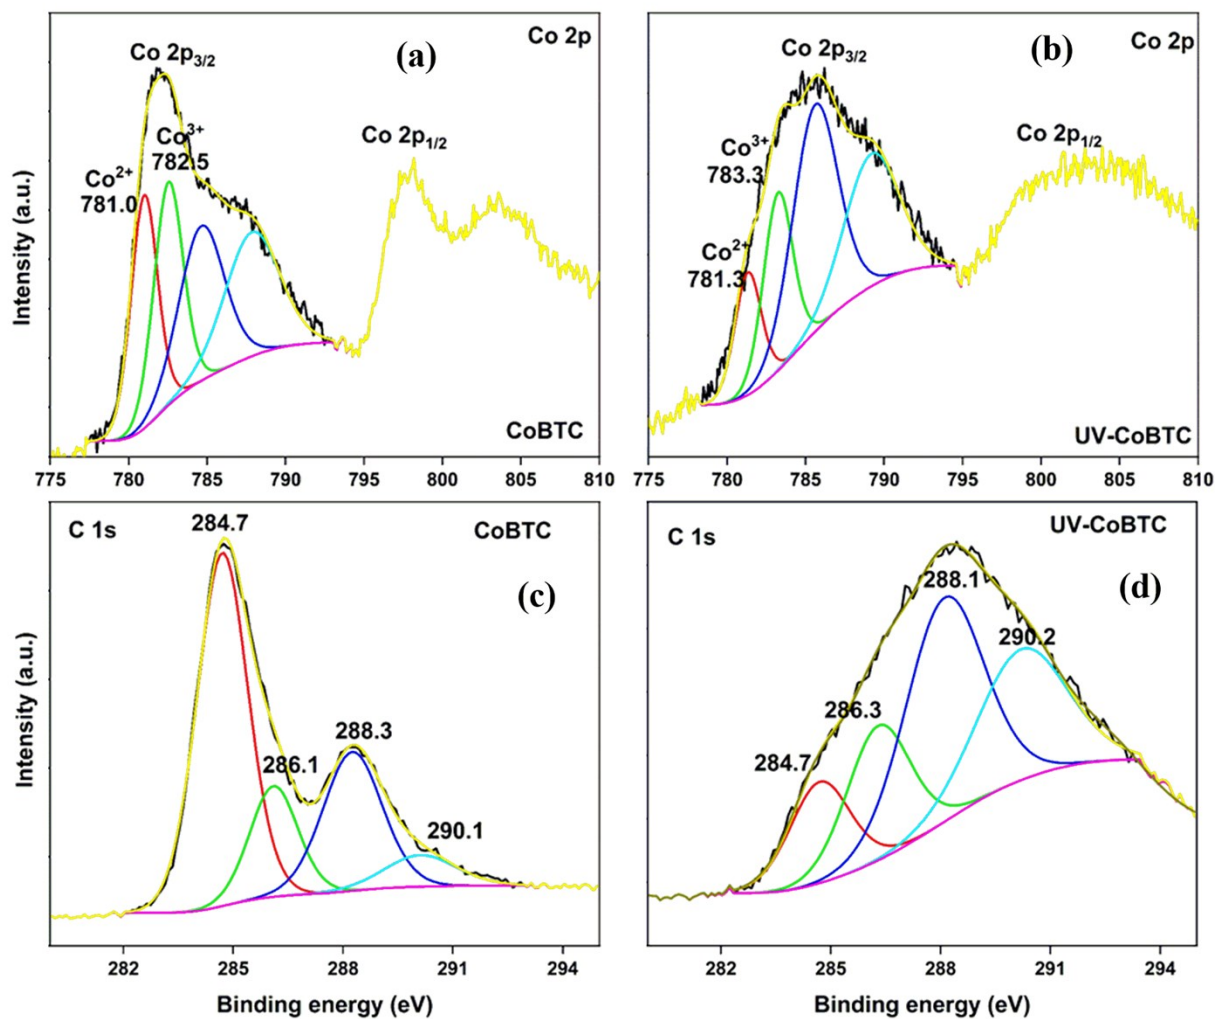 (a)
Co 2p
Co 2p3/2
Co3+
782.5
Co2+
781.0
Co 2p1/2
CoBTC
Intensity (a.u.)
775 780 785 790 795 800 805 810
(b)
Co 2p
Co 2p3/2
Co3+
783.3
Co2+
781.3
Co 2p1/2
UV-CoBTC
775 780 785 790 795 800 805 810
C 1s
284.7
CoBTC
(c)
286.1
288.3
290.1
Intensity (a.u.)
282 285 288 291 294
Binding energy (eV)
C 1s
UV-CoBTC
(d)
288.1
290.2
286.3
284.7
282 285 288 291 294
Binding energy (eV)